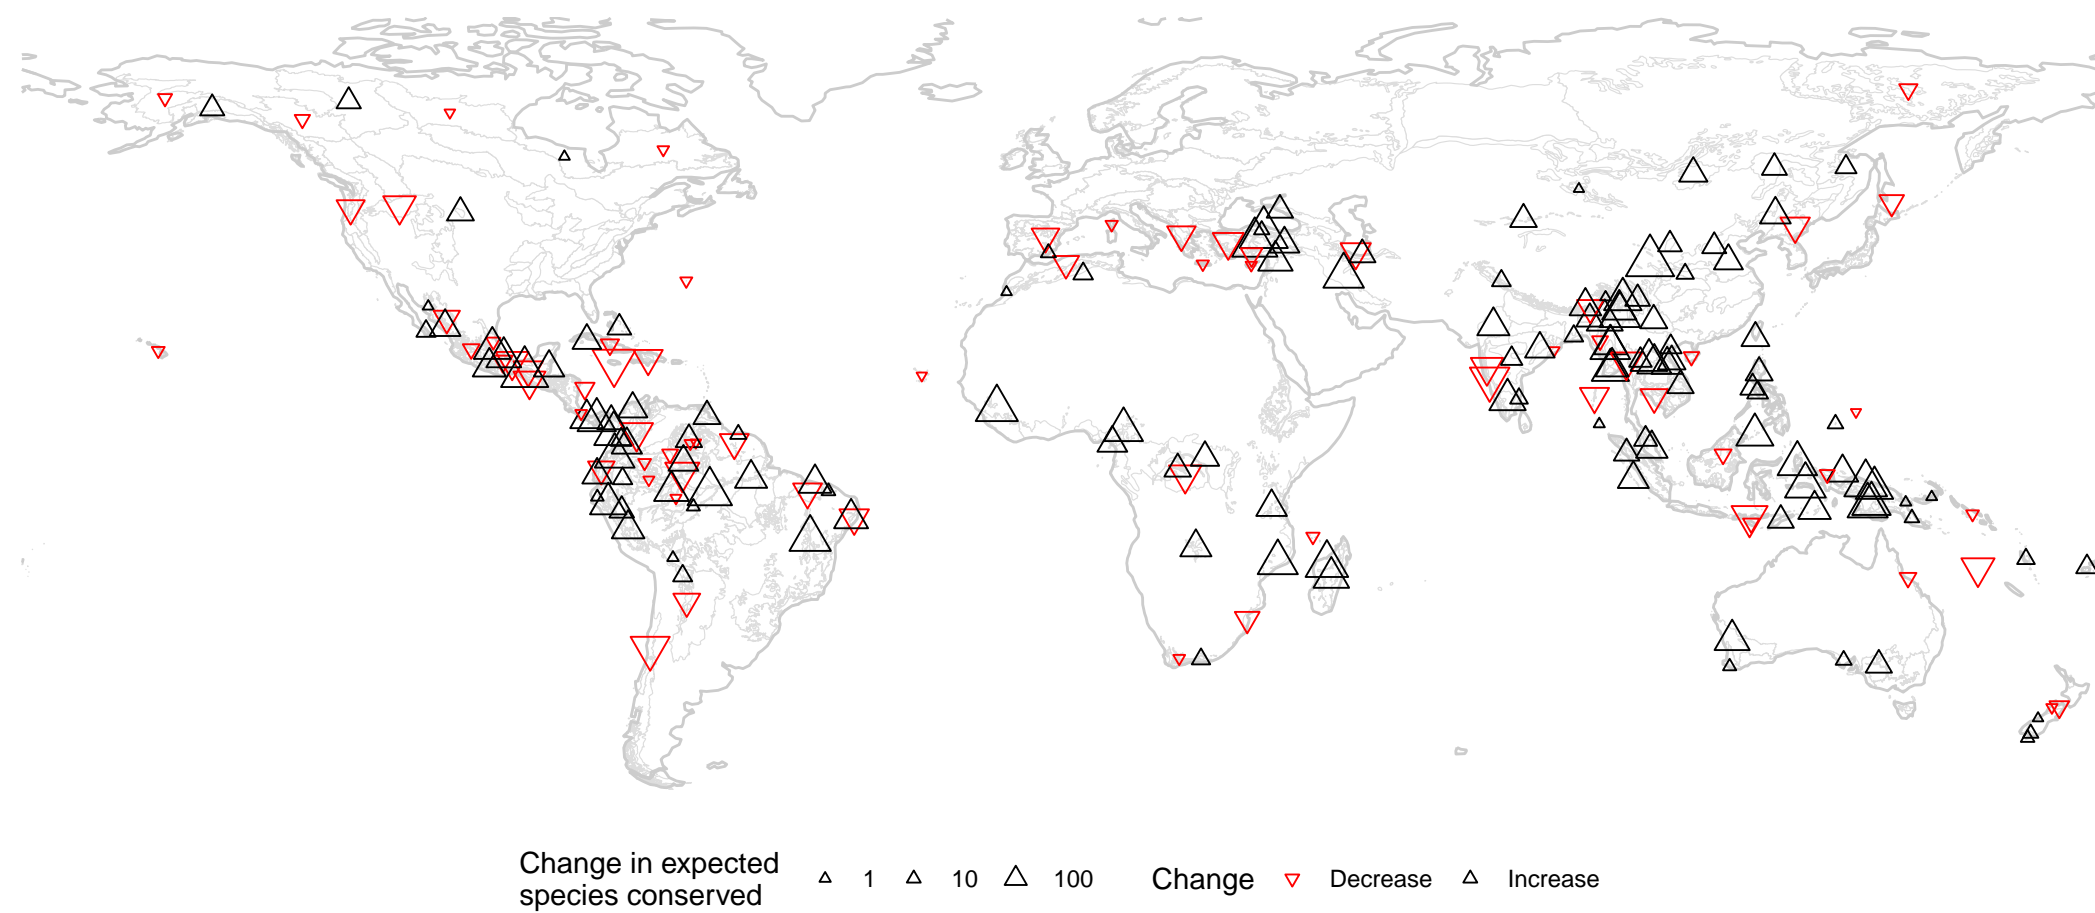 Change in expected
species conserved
1
10
100
Change
Decrease
Increase